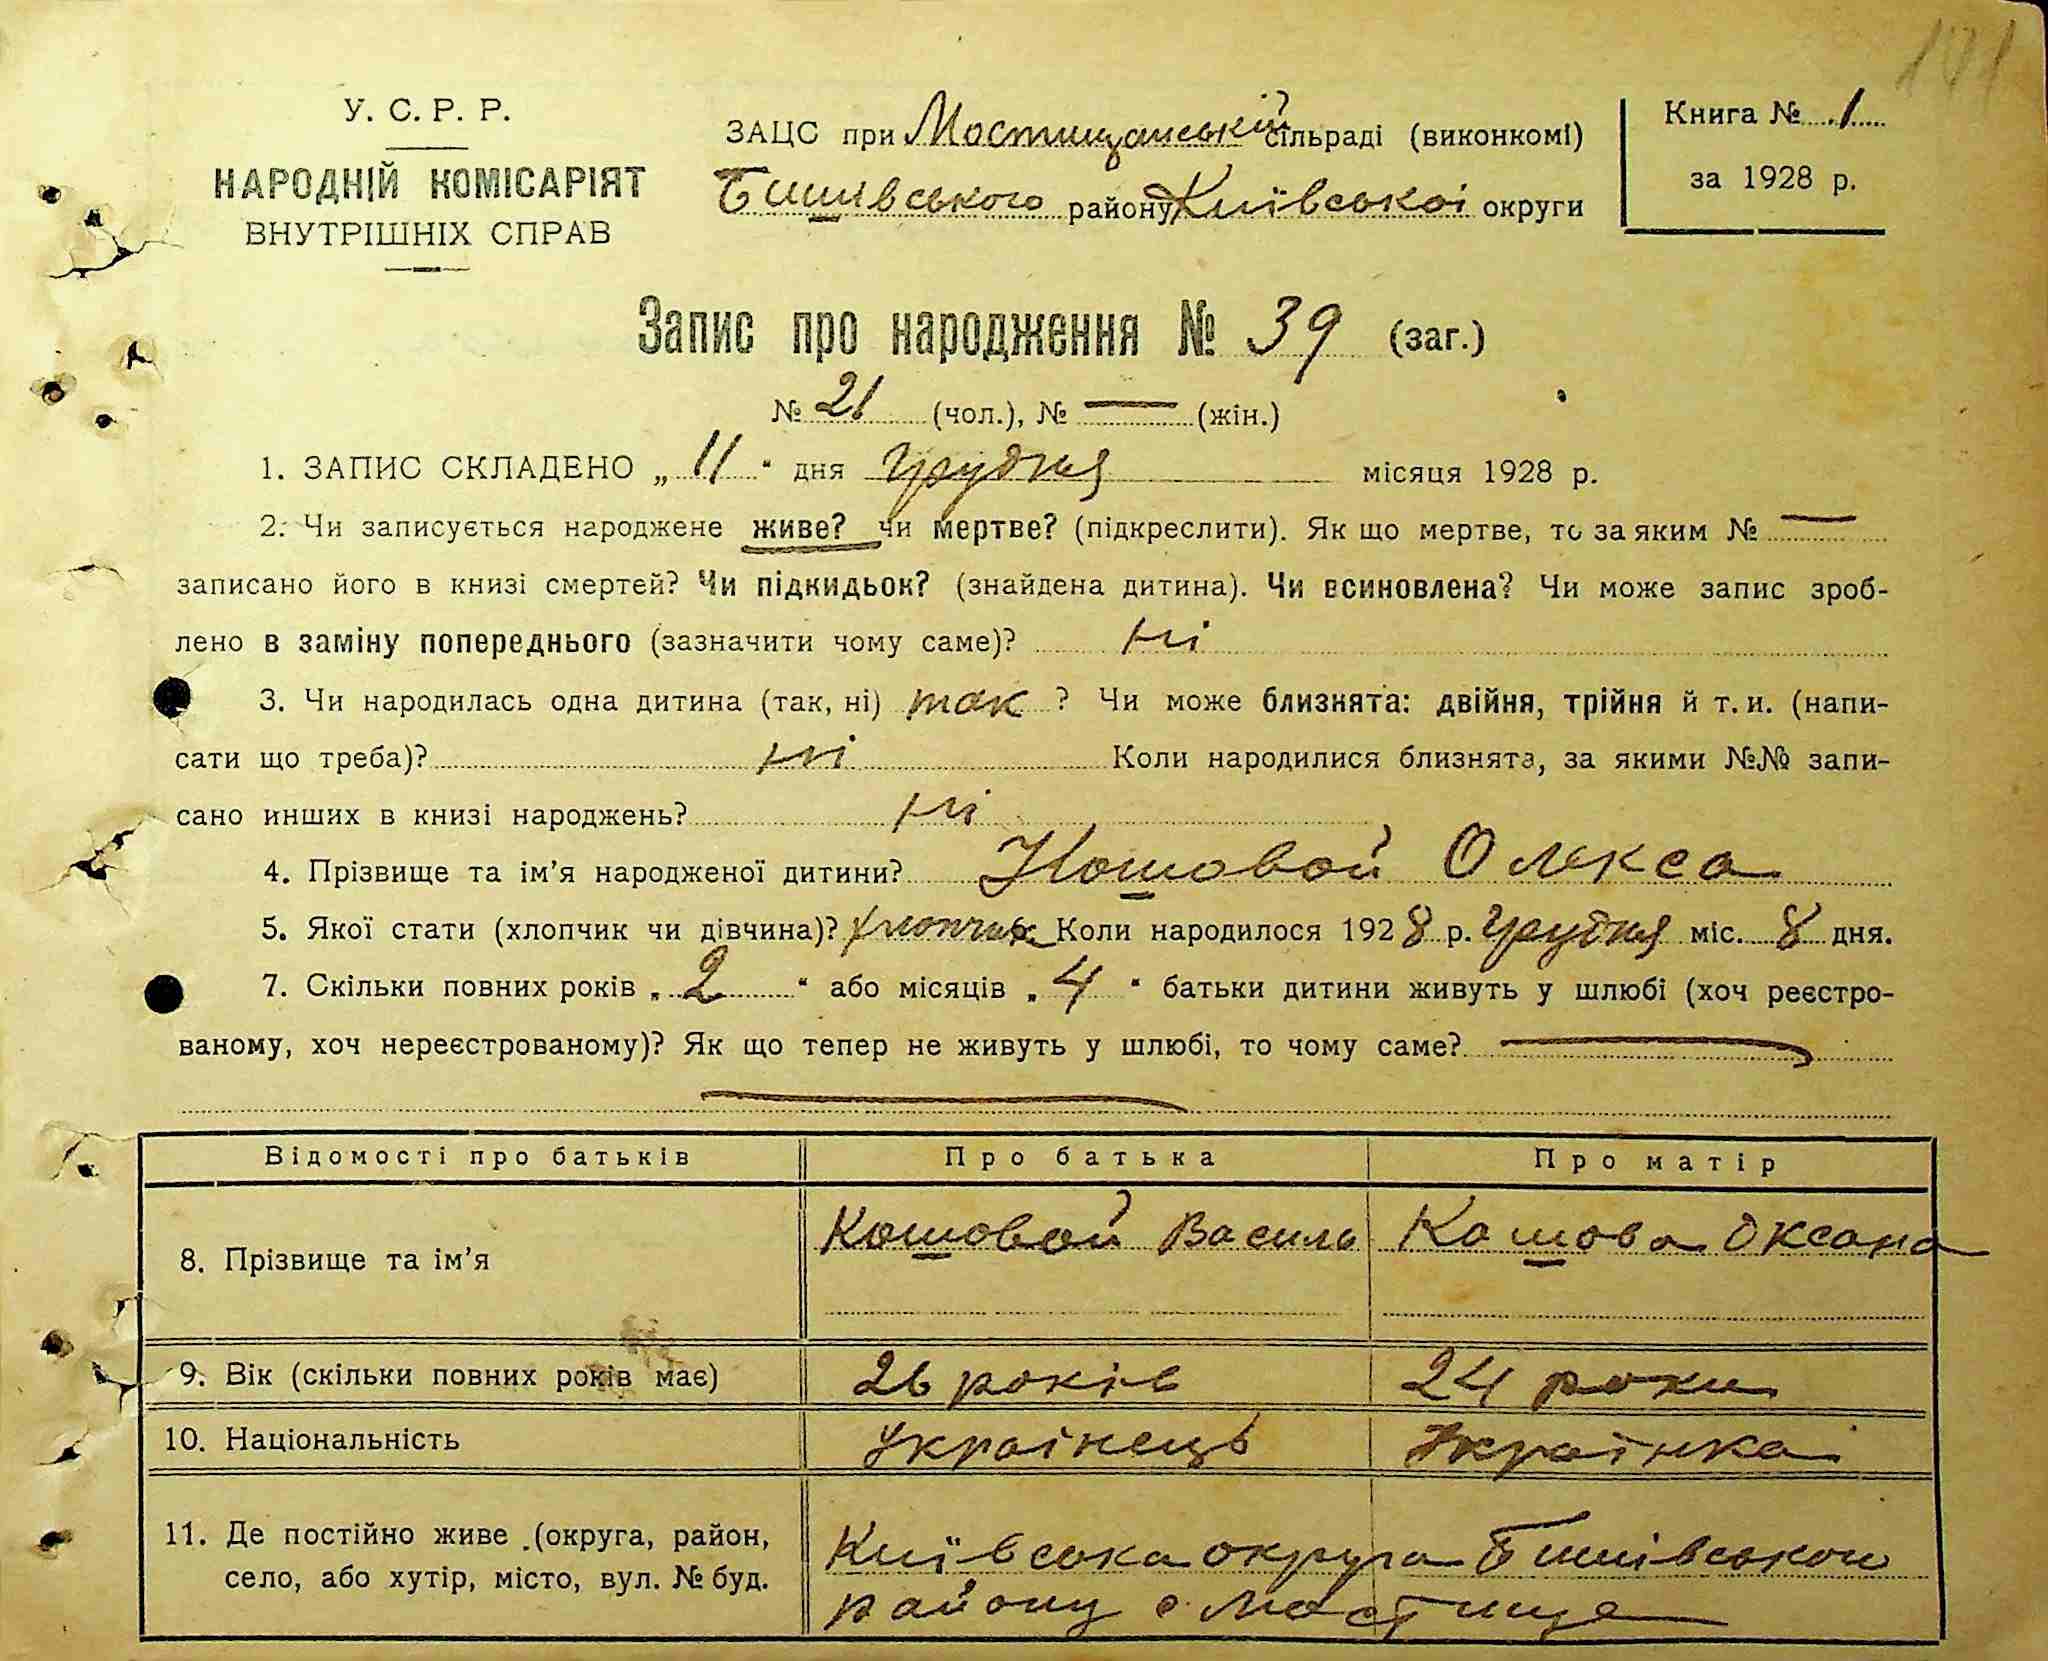 171
У. С. Р. Р.
НАРОДНІЙ КОМІСАРІЯТ
ВНУТРІШНІХ СПРАВ
ЗАЦС при Мостищанській сільраді (виконкомі)
Бишівського району Київської округи
Книга № 1
за 1928 р.
Запис про народження № 39 (заг.)
№ 21 (чол.), № — (жін.)
1. ЗАПИС СКЛАДЕНО „ 11 “ дня грудня місяця 1928 р.
2. Чи записується народжене живе? чи мертве? (підкреслити). Як що мертве, то за яким № —
записано його в книзі смертей? Чи підкидьок? (знайдена дитина). Чи всиновлена? Чи може запис зроб-
лено в заміну попереднього (зазначити чому саме)? ні
3. Чи народилась одна дитина (так, ні) так ? Чи може близнята: двійня, трійня й т. и. (напи-
сати що треба)? ні Коли народилися близнята, за якими №№ запи-
сано инших в книзі народжень? ні
4. Прізвище та ім’я народженої дитини? Кошовой Олекса
5. Якої стати (хлопчик чи дівчина)? хлопчик Коли народилося 1928 р. грудня міс. 8 дня.
7. Скільки повних років „ 2 “ або місяців „ 4 “ батьки дитини живуть у шлюбі (хоч реєстро-
ваному, хоч нереєстрованому)? Як що тепер не живуть у шлюбі, то чому саме? —
—
Відомості про батьків Про батька Про матір
8. Прізвище та ім’я Кошовой Василь Кошова Оксана
9. Вік (скільки повних років має) 26 років 24 роки
10. Національність Українець Українка
11. Де постійно живе (округа, район, Київська округа Бишівського
село, або хутір, місто, вул. № буд. району с Мостище